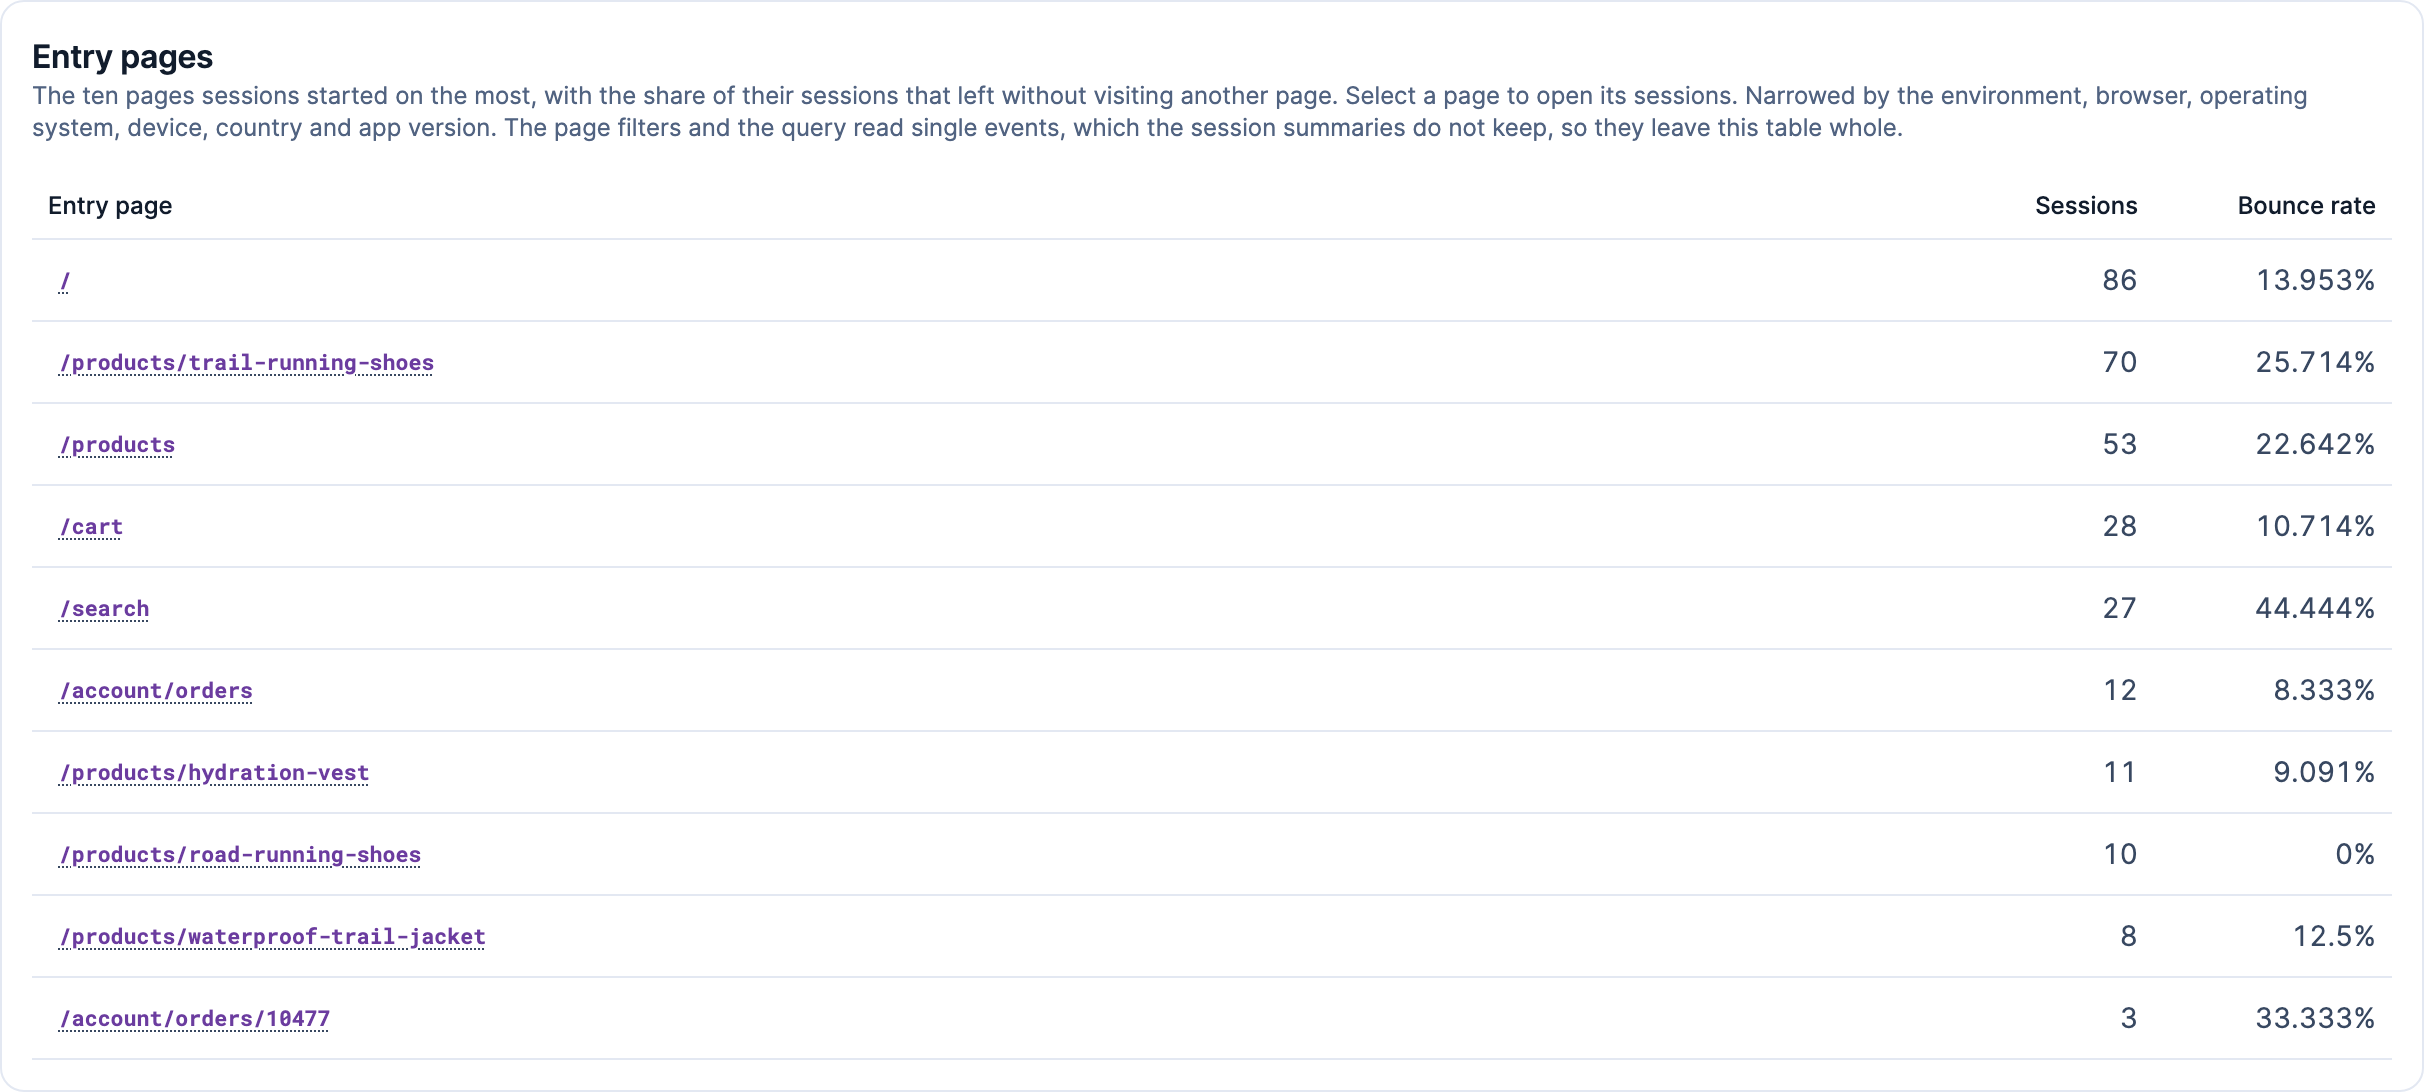 Entry pages
The ten pages sessions started on the most, with the share of their sessions that left without visiting another page. Select a page to open its sessions. Narrowed by the environment, browser, operating
system, device, country and app version. The page filters and the query read single events, which the session summaries do not keep, so they leave this table whole.
Entry page Sessions Bounce rate
/ 86 13.953%
/products/trail-running-shoes 70 25.714%
/products 53 22.642%
/cart 28 10.714%
/search 27 44.444%
/account/orders 12 8.333%
/products/hydration-vest 11 9.091%
/products/road-running-shoes 10 0%
/products/waterproof-trail-jacket 8 12.5%
/account/orders/10477 3 33.333%